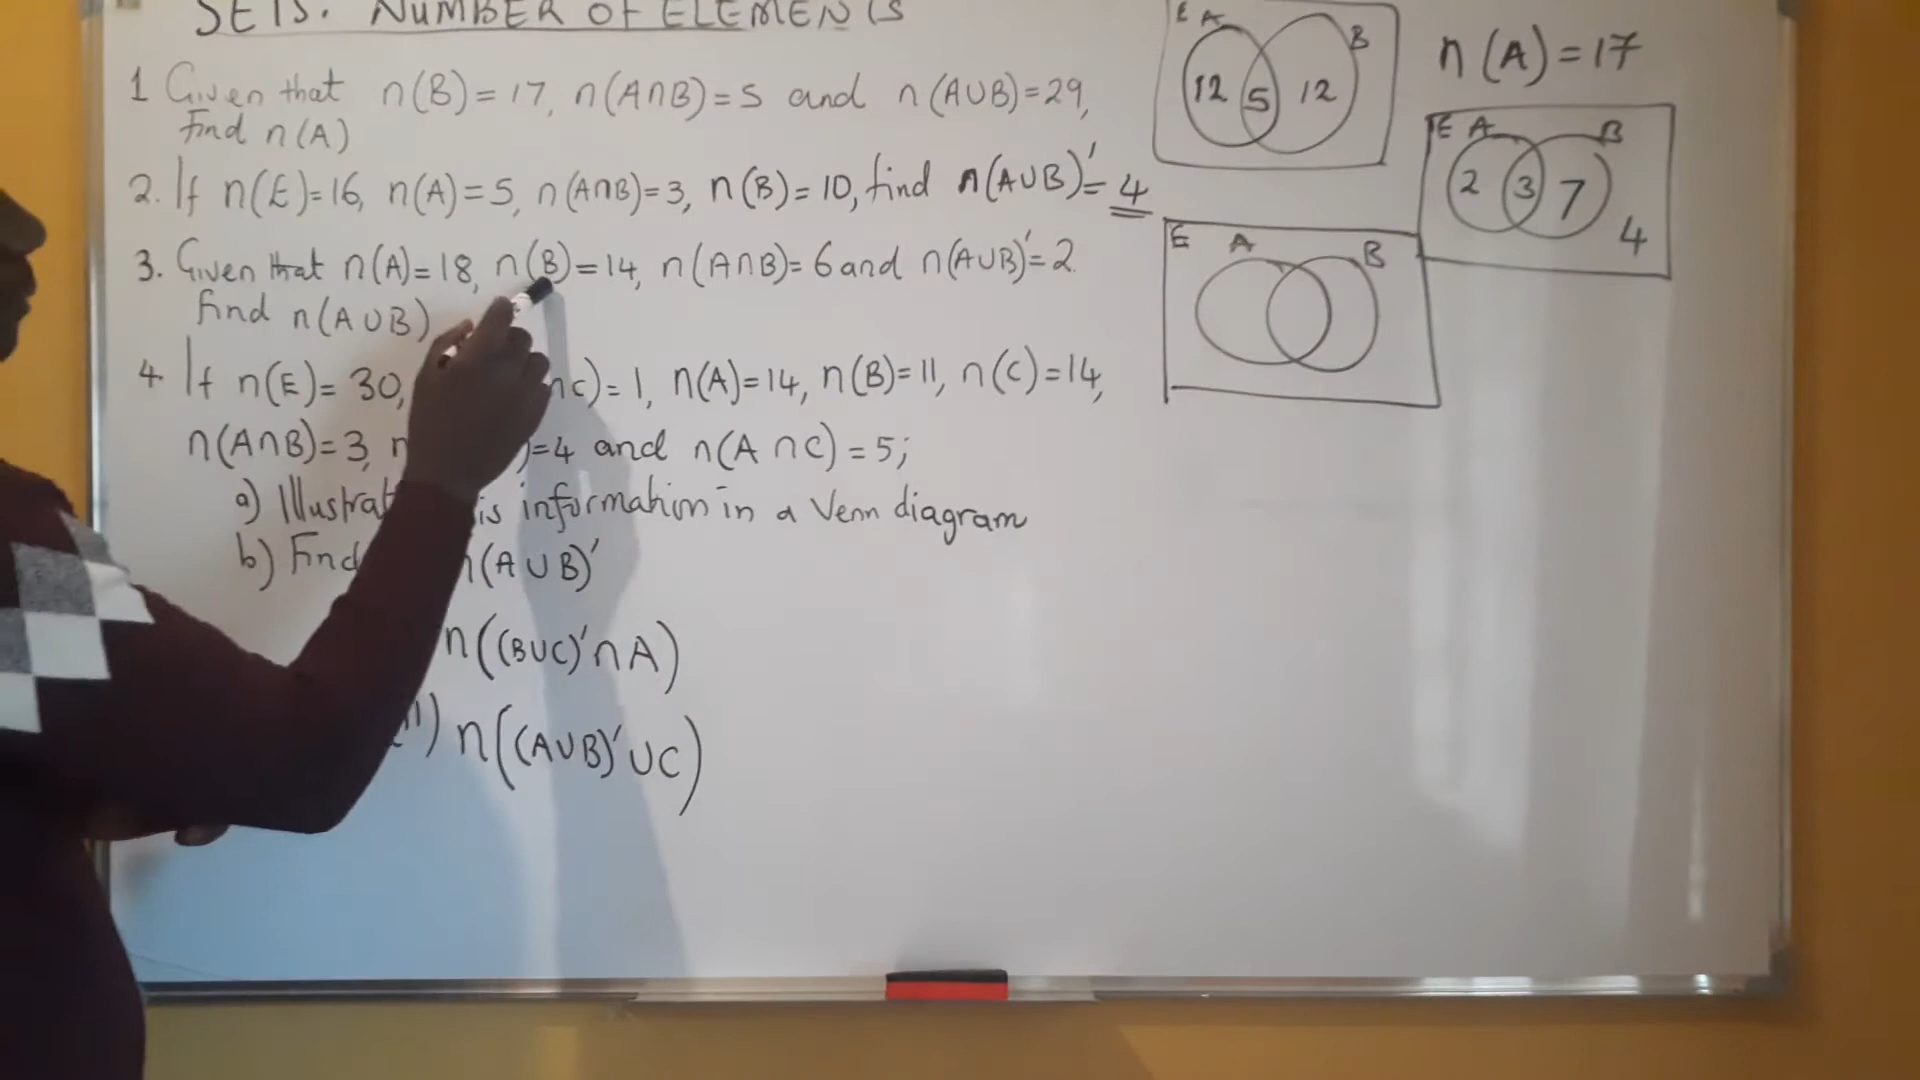 SETS: NUMBER OF ELEMENTS
1 Given that n(B)=17, n(A∩B)=5 and n(A∪B)=29,
Find n(A)
2. If n(E)=16, n(A)=5, n(A∩B)=3, n(B)=10, find n(A∪B)'=4
3. Given that n(A)=18, n(B)=14, n(A∩B)=6 and n(A∪B)'=2.
Find n(A∪B)
4 If n(E)=30, ∩C)=1, n(A)=14, n(B)=11, n(C)=14,
n(A∩B)=3, n )=4 and n(A∩C)=5;
a) Illustrat is information in a Venn diagram
b) Find n(A∪B)'
n((B∪C)'∩A)
n((A∪B)'∪C)
E A B
12 5 12
n(A)=17
E A B
2 3 7
4
E A B